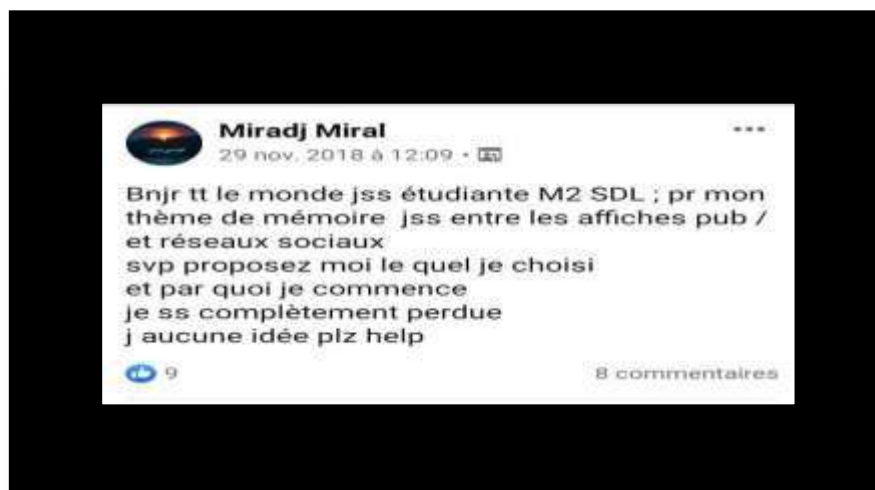 Miradj Miral
29 nov. 2018 à 12:09
Bnjr tt le monde jss étudiante M2 SDL ; pr mon
thème de mémoire jss entre les affiches pub /
et réseaux sociaux
svp proposez moi le quel je choisi
et par quoi je commence
je ss complètement perdue
j aucune idée plz help
9 8 commentaires